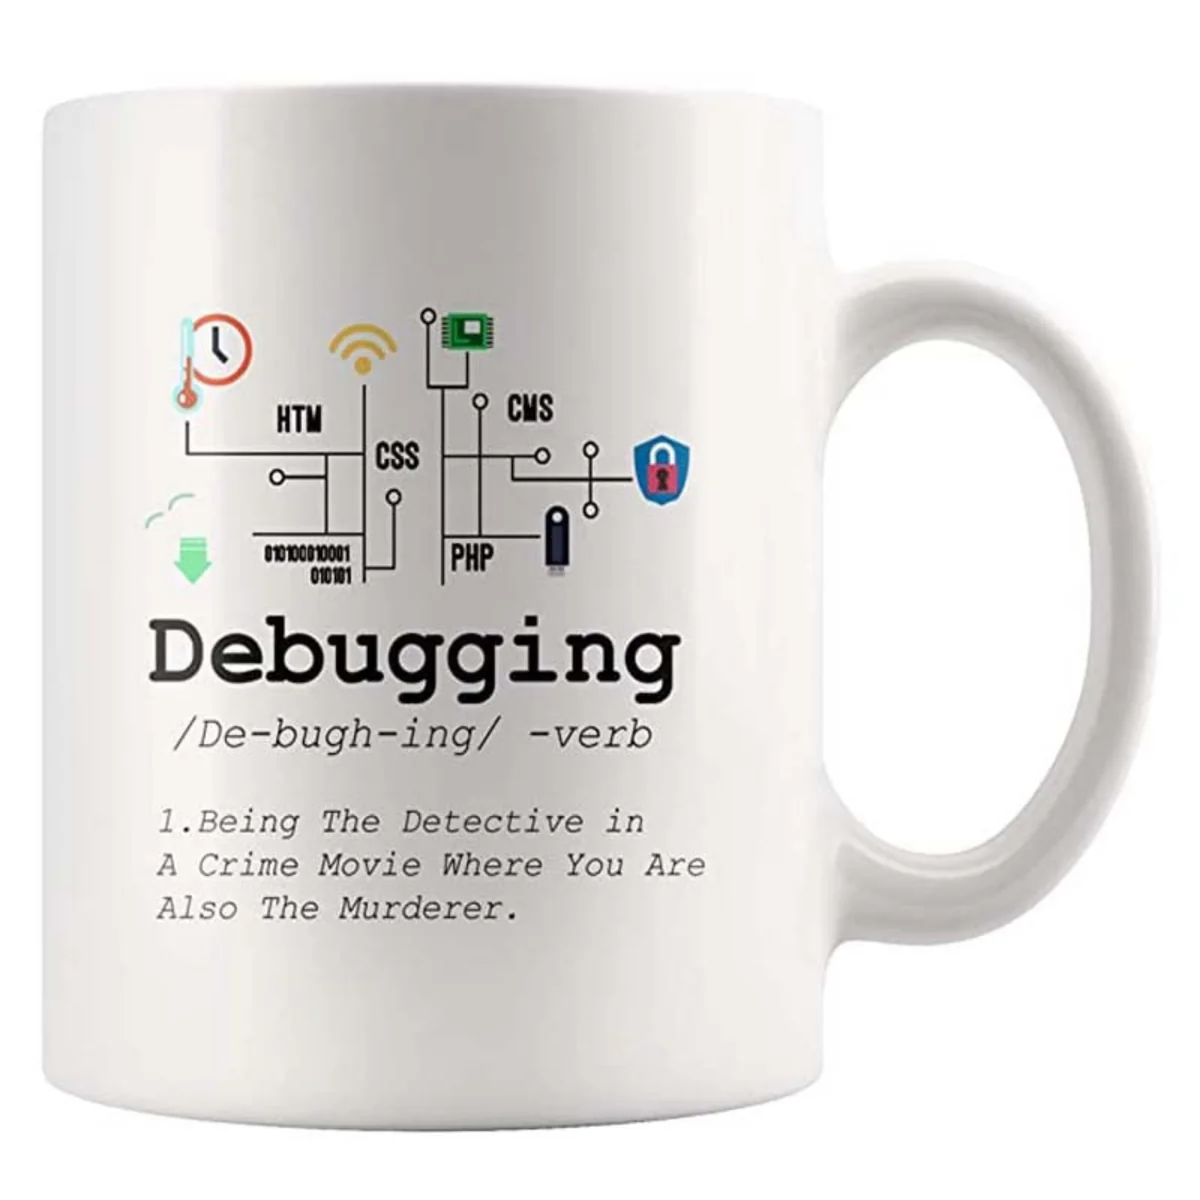 HTM
CMS
CSS
010100010001
010101
PHP
Debugging
/De-bugh-ing/ -verb
1.Being The Detective in
A Crime Movie Where You Are
Also The Murderer.